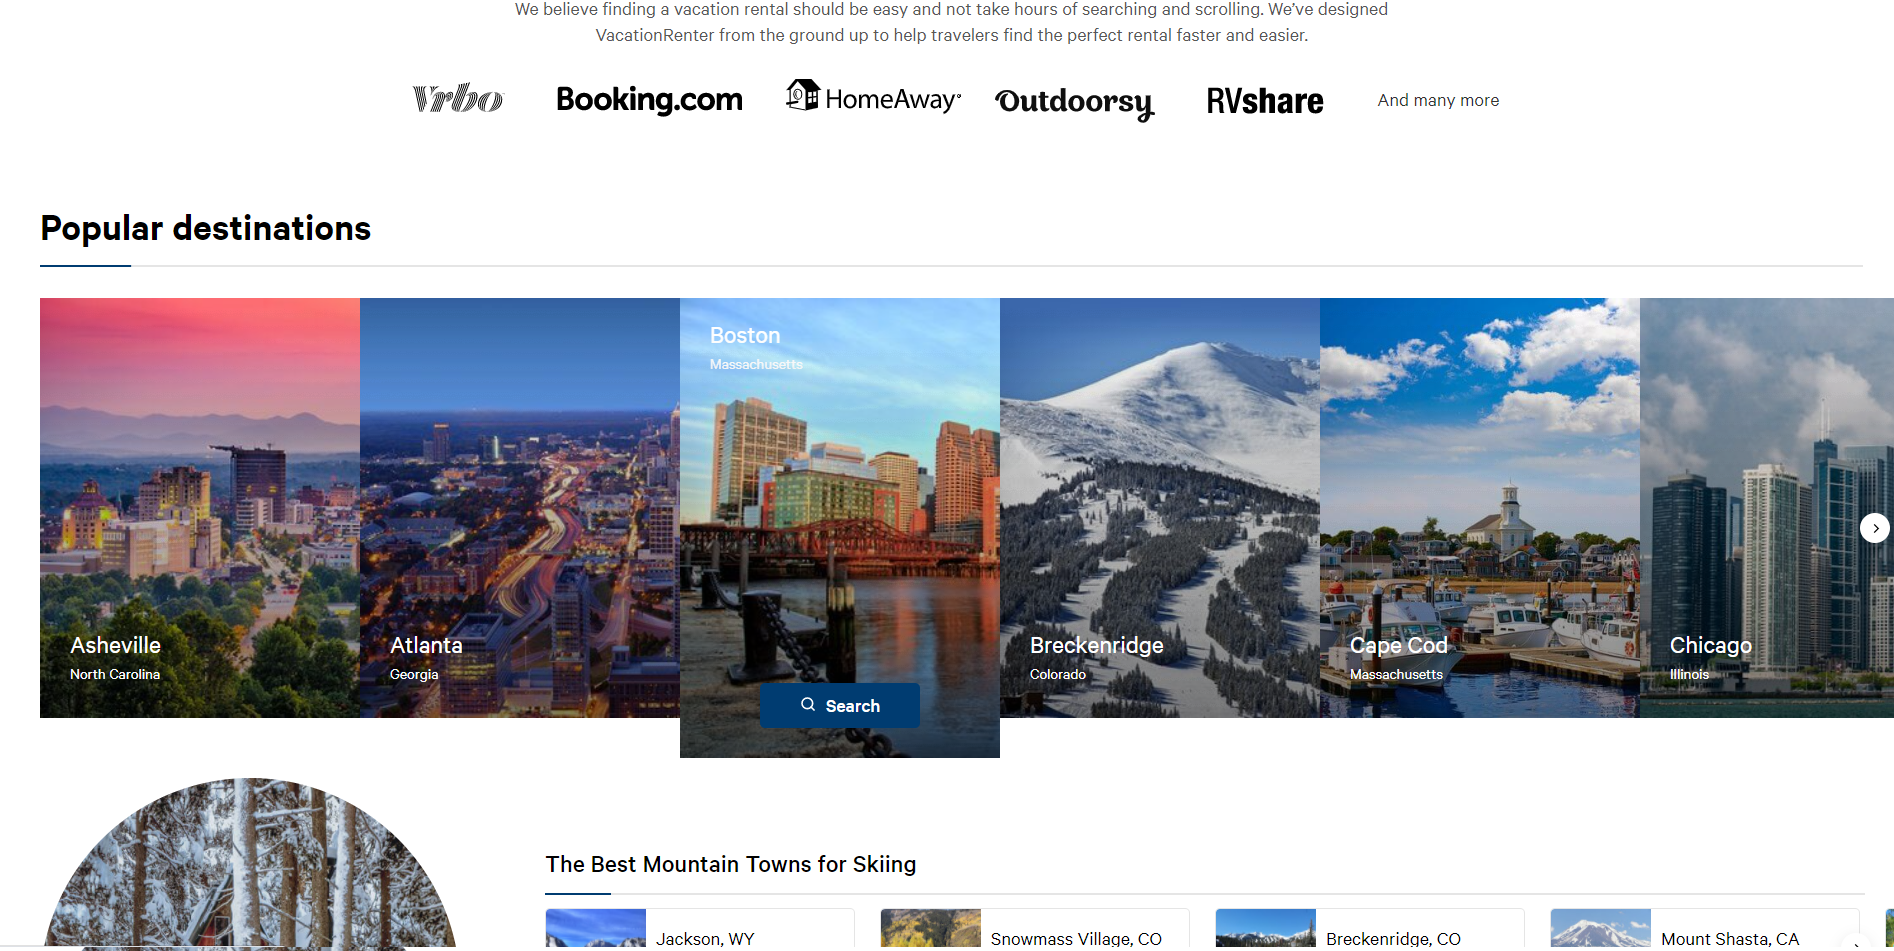 We believe finding a vacation rental should be easy and not take hours of searching and scrolling. We’ve designed
VacationRenter from the ground up to help travelers find the perfect rental faster and easier.
Vrbo
Booking.com
HomeAway
Outdoorsy
RVshare
And many more
Popular destinations
Asheville
North Carolina
Atlanta
Georgia
Boston
Massachusetts
Search
Breckenridge
Colorado
Cape Cod
Massachusetts
Chicago
Illinois
The Best Mountain Towns for Skiing
Jackson, WY
Snowmass Village, CO
Breckenridge, CO
Mount Shasta, CA